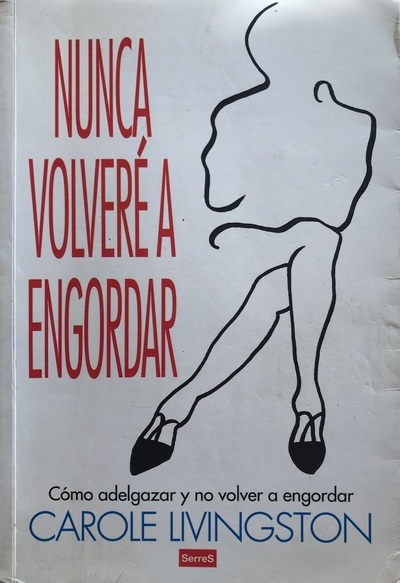 NUNCA
VOLVERÉ A
ENGORDAR
Cómo adelgazar y no volver a engordar
CAROLE LIVINGSTON
SerreS